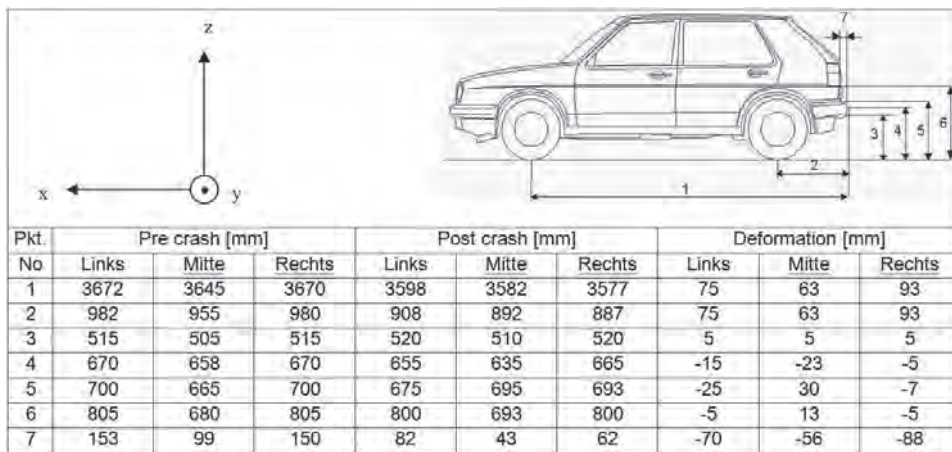 z
x
y
7
3
4
5
6
2
1
Pkt. Pre crash [mm] Post crash [mm] Deformation [mm]
No Links Mitte Rechts Links Mitte Rechts Links Mitte Rechts
1 3672 3645 3670 3598 3582 3577 75 63 93
2 982 955 980 908 892 887 75 63 93
3 515 505 515 520 510 520 5 5 5
4 670 658 670 655 635 665 -15 -23 -5
5 700 665 700 675 695 693 -25 30 -7
6 805 680 805 800 693 800 -5 13 -5
7 153 99 150 82 43 62 -70 -56 -88